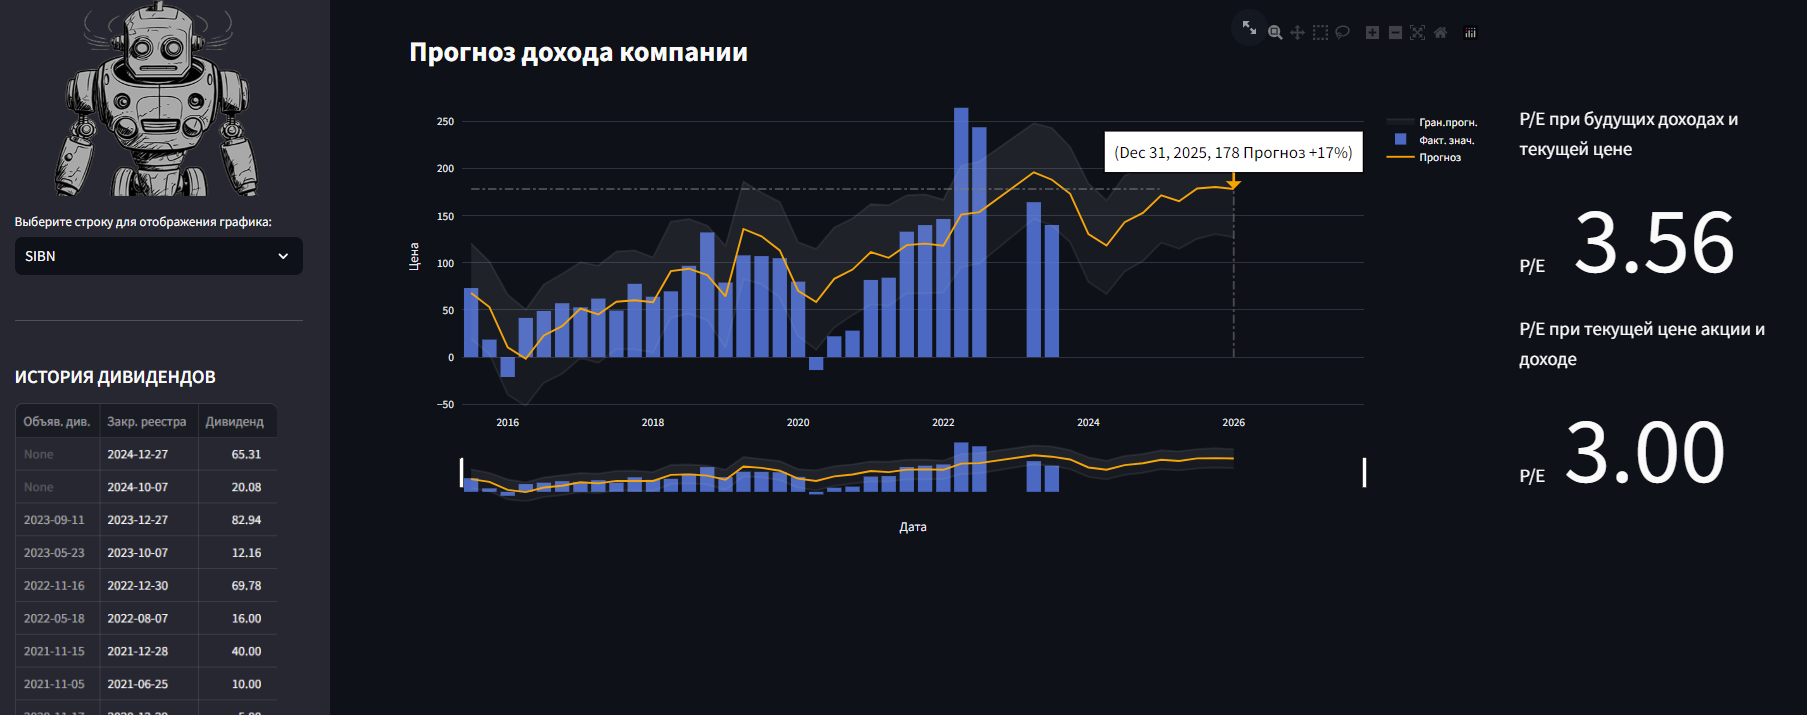 Выберите строку для отображения графика:
SIBN
ИСТОРИЯ ДИВИДЕНДОВ
Объяв. див. Закр. реестра Дивиденд
None 2024-12-27 65.31
None 2024-10-07 20.08
2023-09-11 2023-12-27 82.94
2023-05-23 2023-10-07 12.16
2022-11-16 2022-12-30 69.78
2022-05-18 2022-08-07 16.00
2021-11-15 2021-12-28 40.00
2021-11-05 2021-06-25 10.00
Прогноз дохода компании
250
200
150
100
50
0
−50
Цена
(Dec 31, 2025, 178 Прогноз +17%)
2016 2018 2020 2022 2024 2026
Дата
Гран.прогн.
Факт. знач.
Прогноз
P/E при будущих доходах и
текущей цене
P/E 3.56
P/E при текущей цене акции и
доходе
P/E 3.00